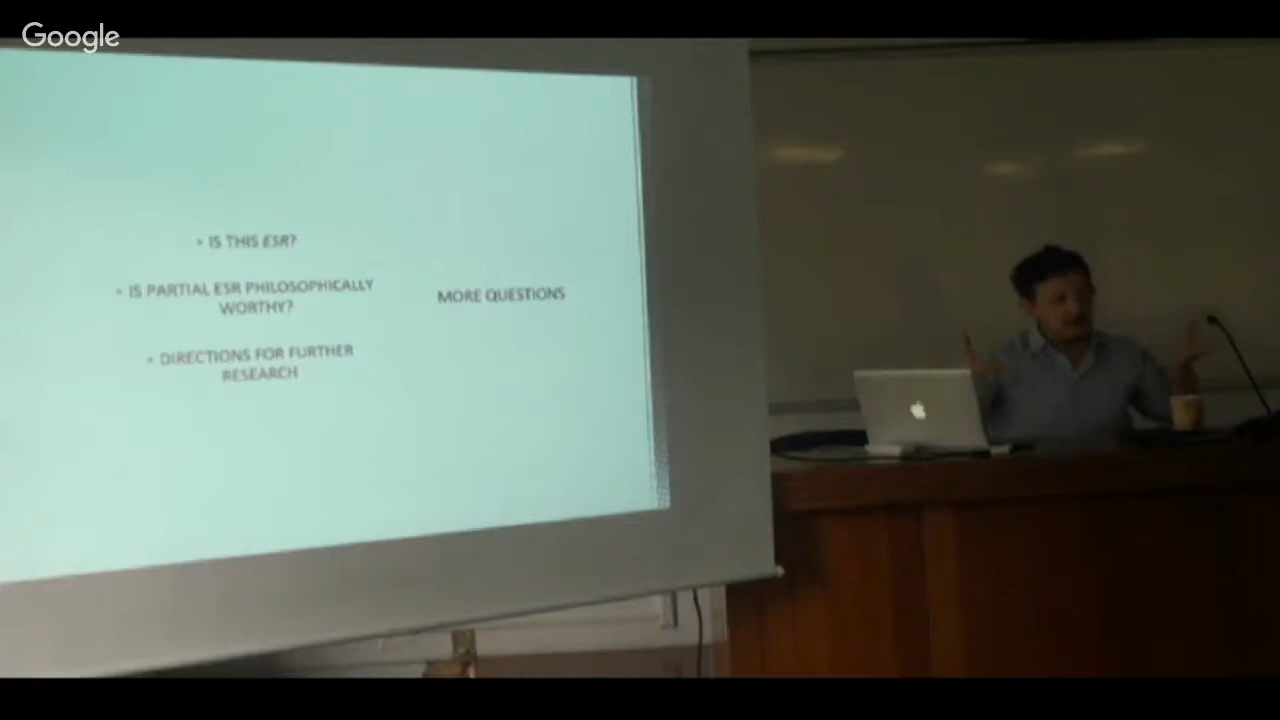 Google
• IS THIS ESR?
• IS PARTIAL ESR PHILOSOPHICALLY
WORTHY?
• DIRECTIONS FOR FURTHER
RESEARCH
MORE QUESTIONS